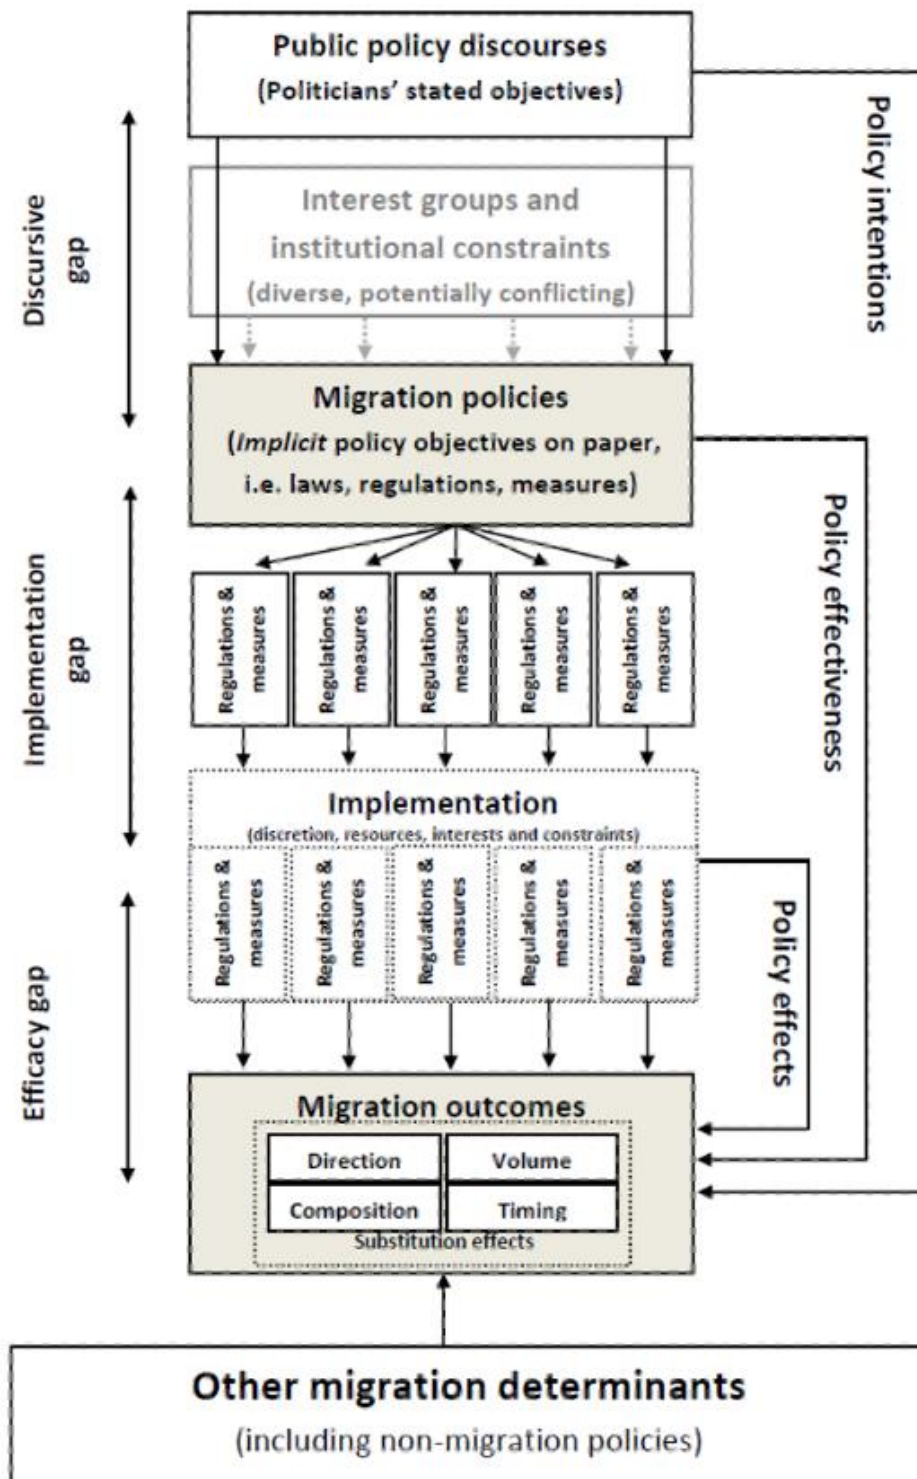 Public policy discourses
(Politicians' stated objectives)
Policy intentions
Discursive
gap
Interest groups and
institutional constraints
(diverse, potentially conflicting)
Migration policies
(Implicit policy objectives on paper,
i.e. laws, regulations, measures)
Policy effectiveness
Implementation
gap
Regulations &
measures
Regulations &
measures
Regulations &
measures
Regulations &
measures
Regulations &
measures
Implementation
(discretion, resources, interests and constraints)
Regulations &
measures
Regulations &
measures
Regulations &
measures
Regulations &
measures
Regulations &
measures
Policy effects
Efficacy gap
Migration outcomes
Direction
Volume
Composition
Timing
Substitution effects
Other migration determinants
(including non-migration policies)